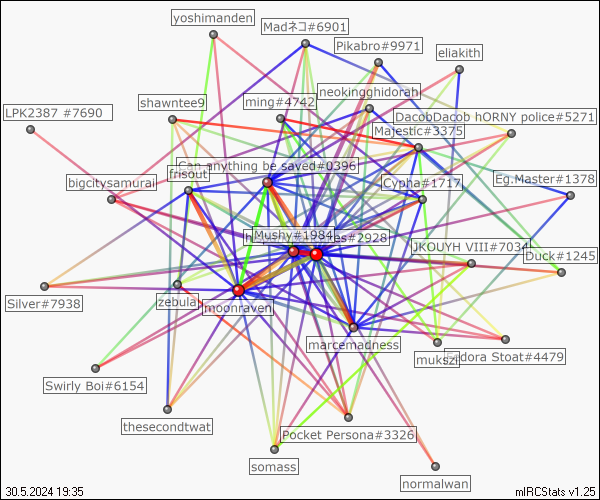 yoshimanden
Madネコ#6901
Pikabro#9971
eliakith
neokingghidorah
shawntee9
ming#4742
LPK2387 #7690
DacobDacob hORNY police#5271
Majestic#3375
Can anything be saved#0396
frisout
bigcitysamurai
Cypha#1717
Eg.Master#1378
Mushy#1984
es#2928
JKOUYH VIII#7034
Duck#1245
Silver#7938
zebula
moonraven
marcemadness
mukszi
dora Stoat#4479
Swirly Boi#6154
thesecondtwat
Pocket Persona#3326
somass
normalwan
30.5.2024 19:35
mIRCStats v1.25